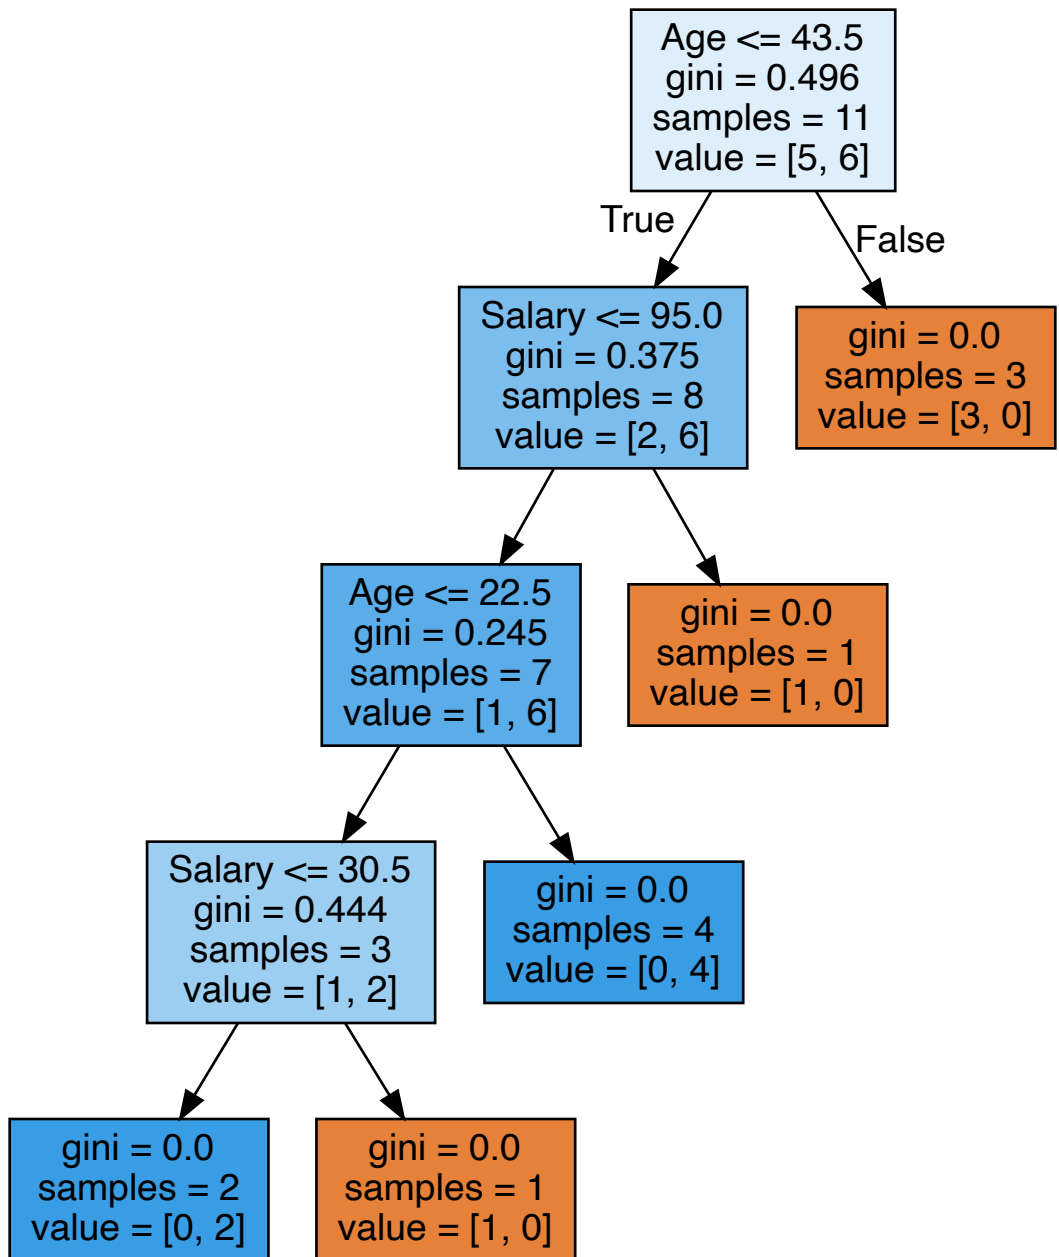 Age <= 43.5
gini = 0.496
samples = 11
value = [5, 6]
True
False
Salary <= 95.0
gini = 0.375
samples = 8
value = [2, 6]
gini = 0.0
samples = 3
value = [3, 0]
Age <= 22.5
gini = 0.245
samples = 7
value = [1, 6]
gini = 0.0
samples = 1
value = [1, 0]
Salary <= 30.5
gini = 0.444
samples = 3
value = [1, 2]
gini = 0.0
samples = 4
value = [0, 4]
gini = 0.0
samples = 2
value = [0, 2]
gini = 0.0
samples = 1
value = [1, 0]